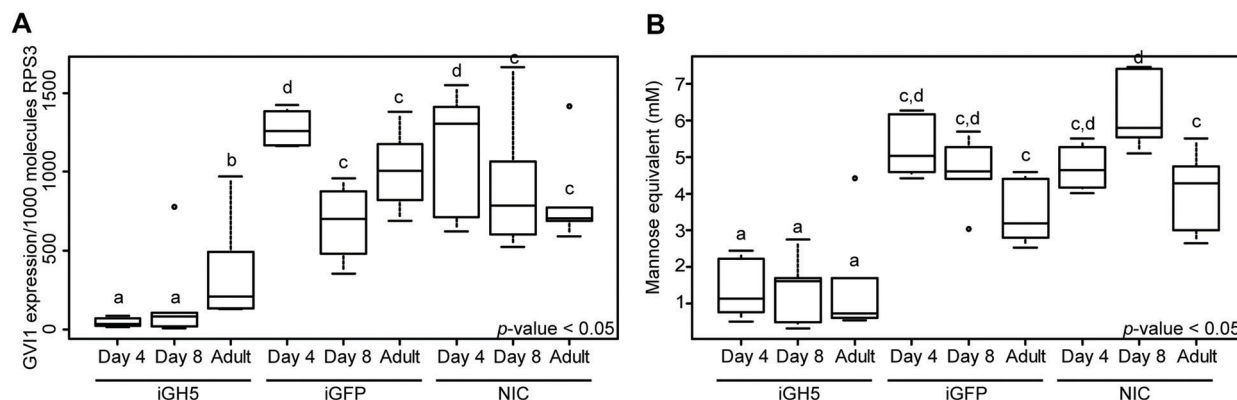 A
GVI1 expression/1000 molecules RPS3
1500
1000
500
0
a
a
b
d
c
c
d
c
c
p-value < 0.05
Day 4 Day 8 Adult Day 4 Day 8 Adult Day 4 Day 8 Adult
iGH5 iGFP NIC
B
Mannose equivalent (mM)
7
6
5
4
3
2
1
a
a
a
c,d
c,d
c
c,d
d
c
p-value < 0.05
Day 4 Day 8 Adult Day 4 Day 8 Adult Day 4 Day 8 Adult
iGH5 iGFP NIC